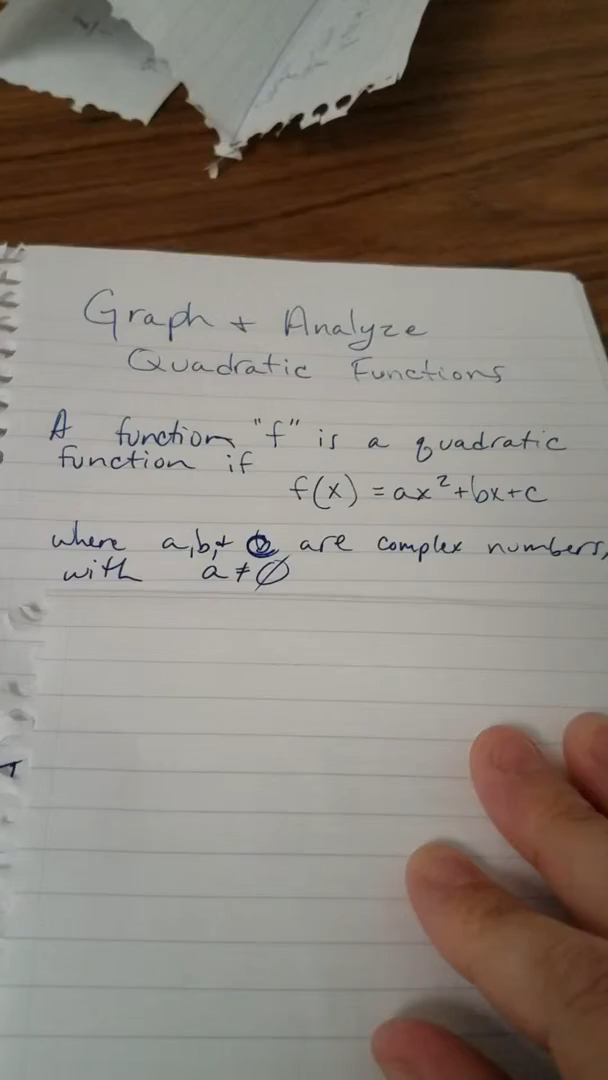 Graph + Analyze
Quadratic Functions
A function "f" is a quadratic
function if
f(x) = ax²+bx+c
where a,b,+ are complex numbers,
with a ≠ Ø